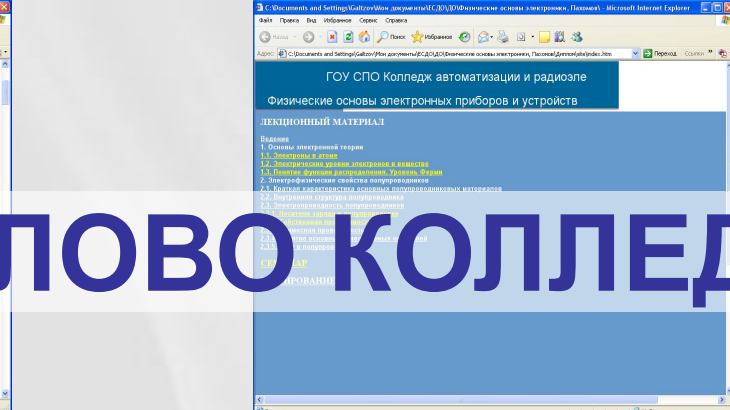 C:\Documents and Settings\Galtzov\Мои документы\ЕСДО\ДО\Физические основы электроники. Пахомов\ - Microsoft Internet Explorer
Файл Правка Вид Избранное Сервис Справка
Назад Поиск Избранное
Адрес: C:\Documents and Settings\Galtzov\Мои документы\ЕСДО\ДО\Физические основы электроники, Пахомов\Диплом\site\index.htm Переход Ссылки »
ГОУ СПО Колледж автоматизации и радиоэле
Физические основы электронных приборов и устройств
ЛЕКЦИОННЫЙ МАТЕРИАЛ
Ведение
1. Основы электронной теории
1.1. Электроны в атоме
1.2. Электрические уровни электронов в веществе
1.3. Понятие функции распределения. Уровень Ферми
2. Электрофизические свойства полупроводников
2.1. Краткая характеристика основных полупроводниковых материалов
2.2. Внутренняя структура полупроводника
2.3. Электропроводность полупроводников
ЛОВО КОЛЛЕД